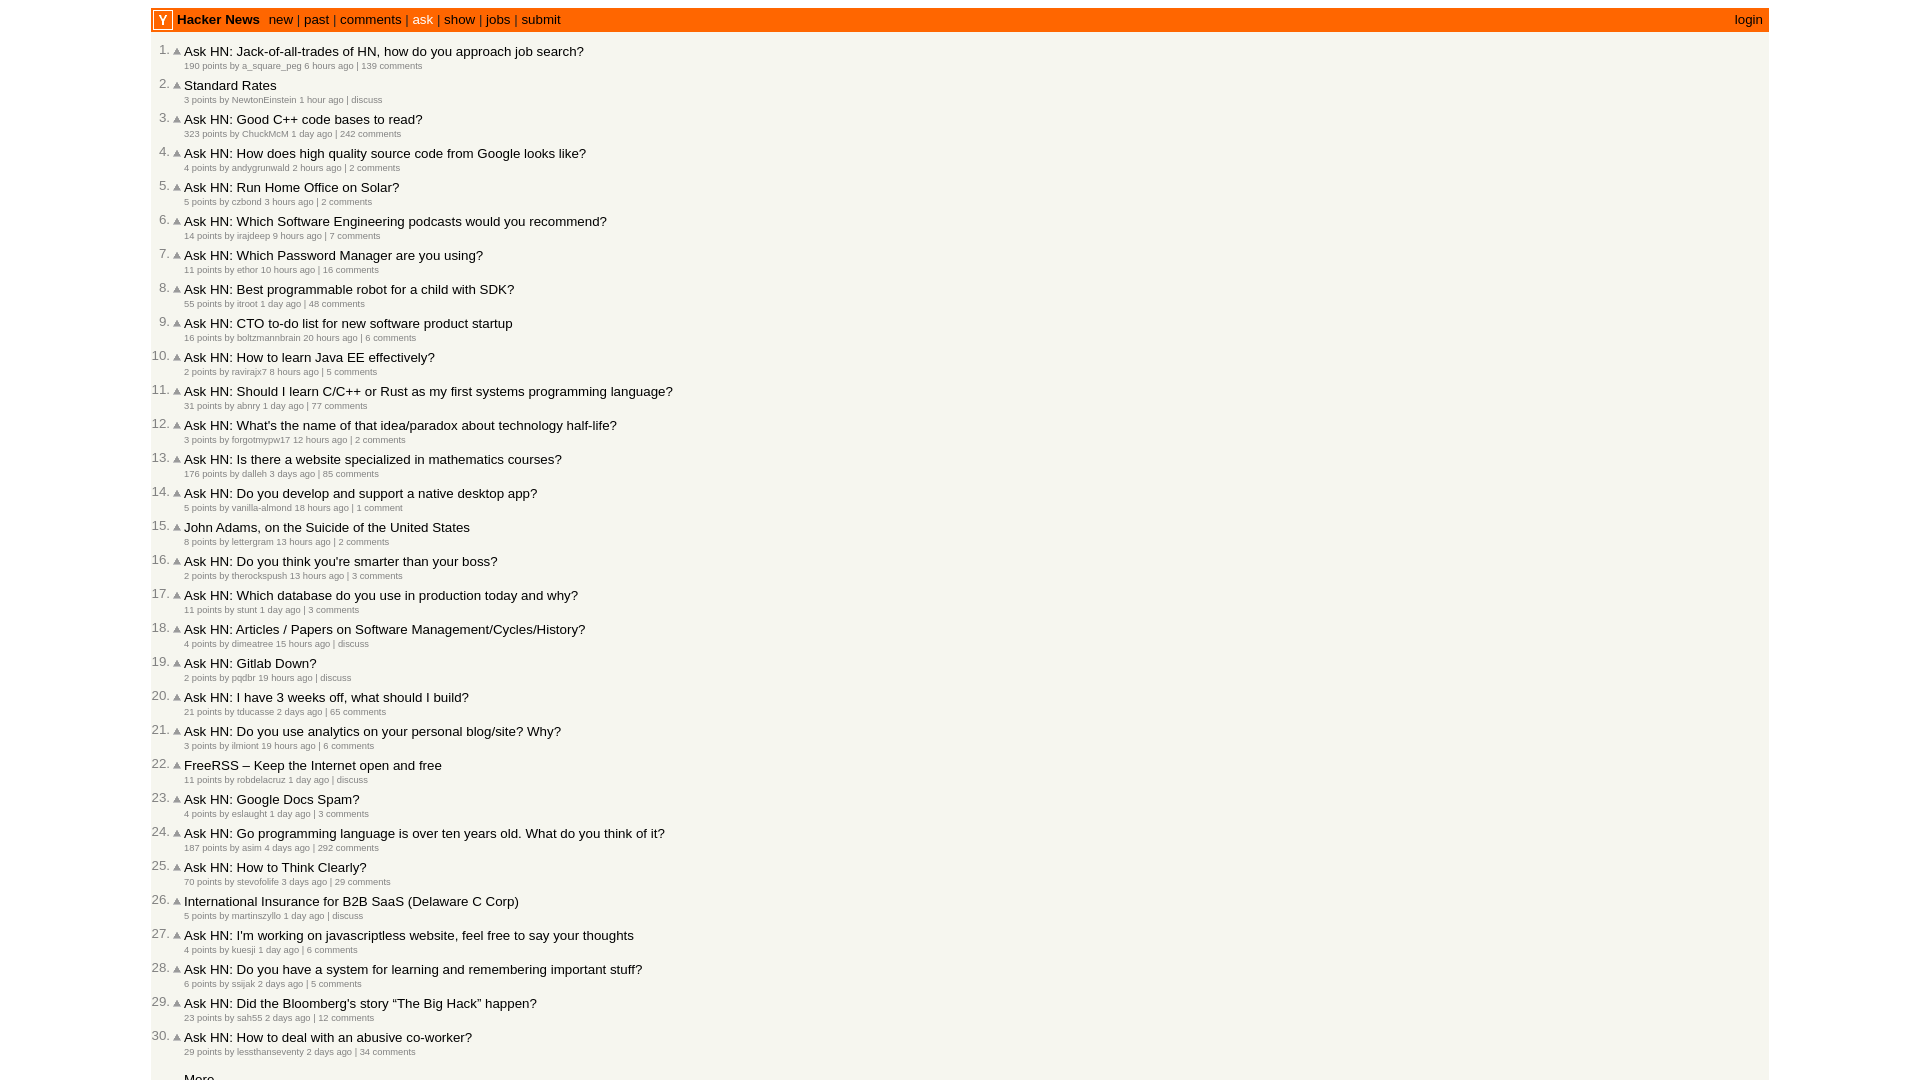 Y Hacker News new | past | comments | ask | show | jobs | submit login
1. Ask HN: Jack-of-all-trades of HN, how do you approach job search?
190 points by a_square_peg 6 hours ago | 139 comments
2. Standard Rates
3 points by NewtonEinstein 1 hour ago | discuss
3. Ask HN: Good C++ code bases to read?
323 points by ChuckMcM 1 day ago | 242 comments
4. Ask HN: How does high quality source code from Google looks like?
4 points by andygrunwald 2 hours ago | 2 comments
5. Ask HN: Run Home Office on Solar?
5 points by czbond 3 hours ago | 2 comments
6. Ask HN: Which Software Engineering podcasts would you recommend?
14 points by irajdeep 9 hours ago | 7 comments
7. Ask HN: Which Password Manager are you using?
11 points by ethor 10 hours ago | 16 comments
8. Ask HN: Best programmable robot for a child with SDK?
55 points by itroot 1 day ago | 48 comments
9. Ask HN: CTO to-do list for new software product startup
16 points by boltzmannbrain 20 hours ago | 6 comments
10. Ask HN: How to learn Java EE effectively?
2 points by ravirajx7 8 hours ago | 5 comments
11. Ask HN: Should I learn C/C++ or Rust as my first systems programming language?
31 points by abnry 1 day ago | 77 comments
12. Ask HN: What's the name of that idea/paradox about technology half-life?
3 points by forgotmypw17 12 hours ago | 2 comments
13. Ask HN: Is there a website specialized in mathematics courses?
176 points by dalleh 3 days ago | 85 comments
14. Ask HN: Do you develop and support a native desktop app?
5 points by vanilla-almond 18 hours ago | 1 comment
15. John Adams, on the Suicide of the United States
8 points by lettergram 13 hours ago | 2 comments
16. Ask HN: Do you think you're smarter than your boss?
2 points by therockspush 13 hours ago | 3 comments
17. Ask HN: Which database do you use in production today and why?
11 points by stunt 1 day ago | 3 comments
18. Ask HN: Articles / Papers on Software Management/Cycles/History?
4 points by dimeatree 15 hours ago | discuss
19. Ask HN: Gitlab Down?
2 points by pqdbr 19 hours ago | discuss
20. Ask HN: I have 3 weeks off, what should I build?
21 points by tducasse 2 days ago | 65 comments
21. Ask HN: Do you use analytics on your personal blog/site? Why?
3 points by ilmiont 19 hours ago | 6 comments
22. FreeRSS – Keep the Internet open and free
11 points by robdelacruz 1 day ago | discuss
23. Ask HN: Google Docs Spam?
4 points by eslaught 1 day ago | 3 comments
24. Ask HN: Go programming language is over ten years old. What do you think of it?
187 points by asim 4 days ago | 292 comments
25. Ask HN: How to Think Clearly?
70 points by stevofolife 3 days ago | 29 comments
26. International Insurance for B2B SaaS (Delaware C Corp)
5 points by martinszyllo 1 day ago | discuss
27. Ask HN: I'm working on javascriptless website, feel free to say your thoughts
4 points by kuesji 1 day ago | 6 comments
28. Ask HN: Do you have a system for learning and remembering important stuff?
6 points by ssijak 2 days ago | 5 comments
29. Ask HN: Did the Bloomberg's story “The Big Hack” happen?
23 points by sah55 2 days ago | 12 comments
30. Ask HN: How to deal with an abusive co-worker?
29 points by lessthanseventy 2 days ago | 34 comments
More